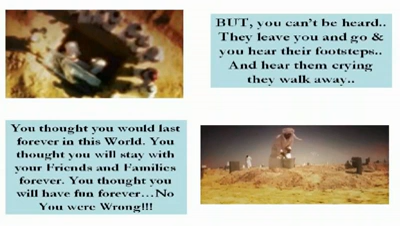 BUT, you can't be heard..
They leave you and go &
you hear their footsteps..
And hear them crying
they walk away..
You thought you would last
forever in this World. You
thought you will stay with
your Friends and Families
forever. You thought you
will have fun forever...No
You were Wrong!!!